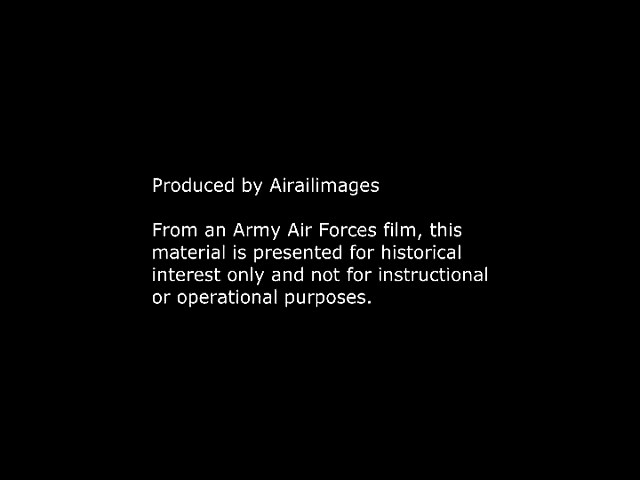 Produced by Airailimages
From an Army Air Forces film, this
material is presented for historical
interest only and not for instructional
or operational purposes.